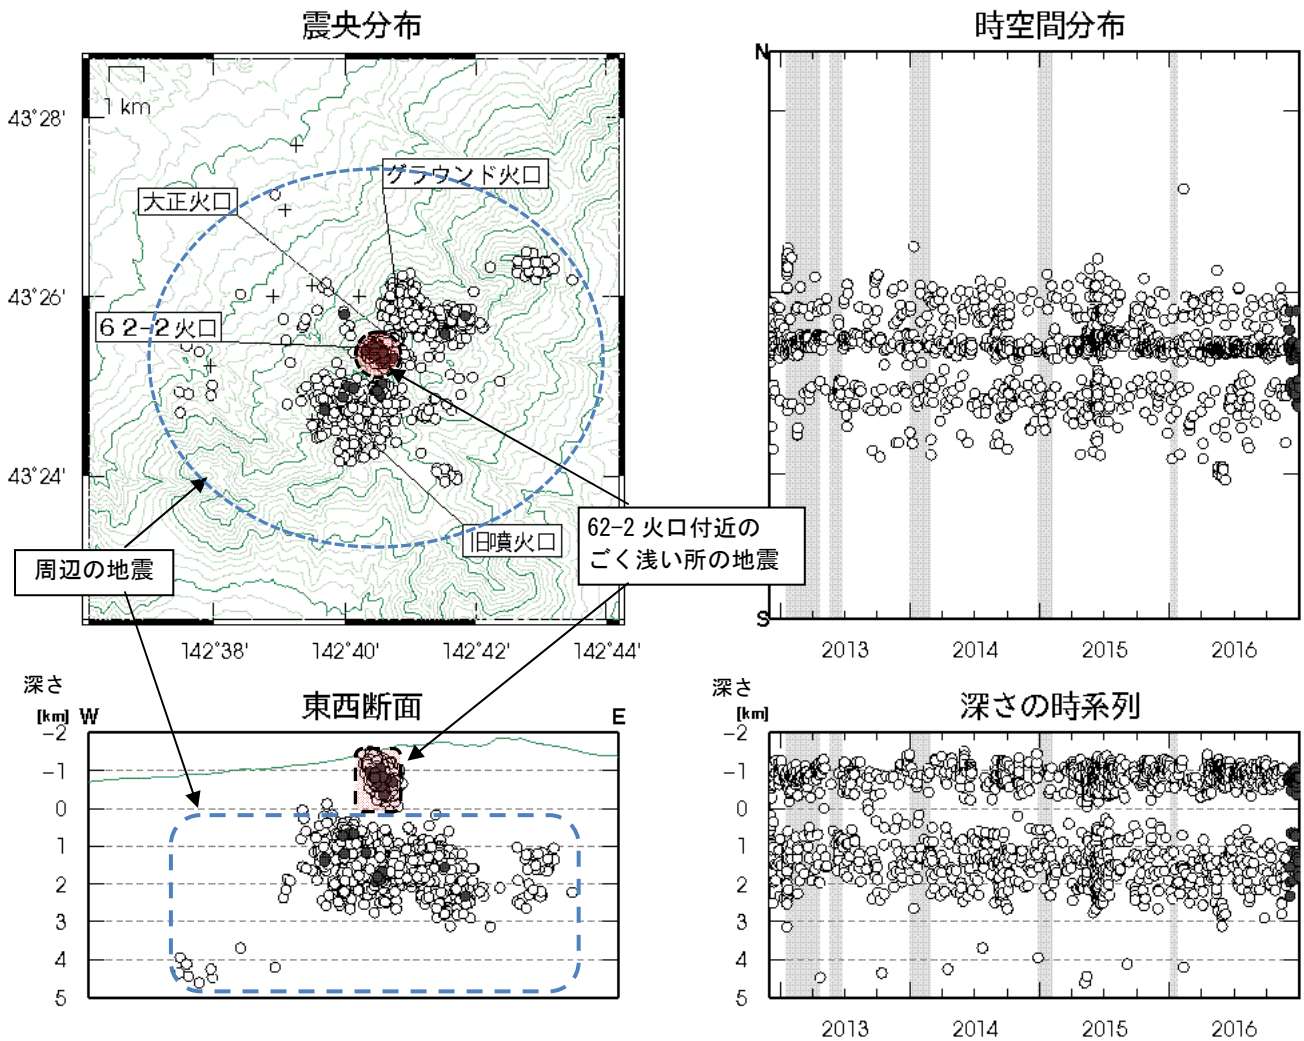 震央分布
時空間分布
1 km
43°28'
43°26'
43°24'
グラウンド火口
大正火口
62-2火口
旧噴火口
周辺の地震
62-2 火口付近の
ごく浅い所の地震
142°38'
142°40'
142°42'
142°44'
N
S
2013
2014
2015
2016
深さ
[km]
W
東西断面
E
-2
-1
0
1
2
3
4
5
深さ
[km]
深さの時系列
-2
-1
0
1
2
3
4
5
2013
2014
2015
2016